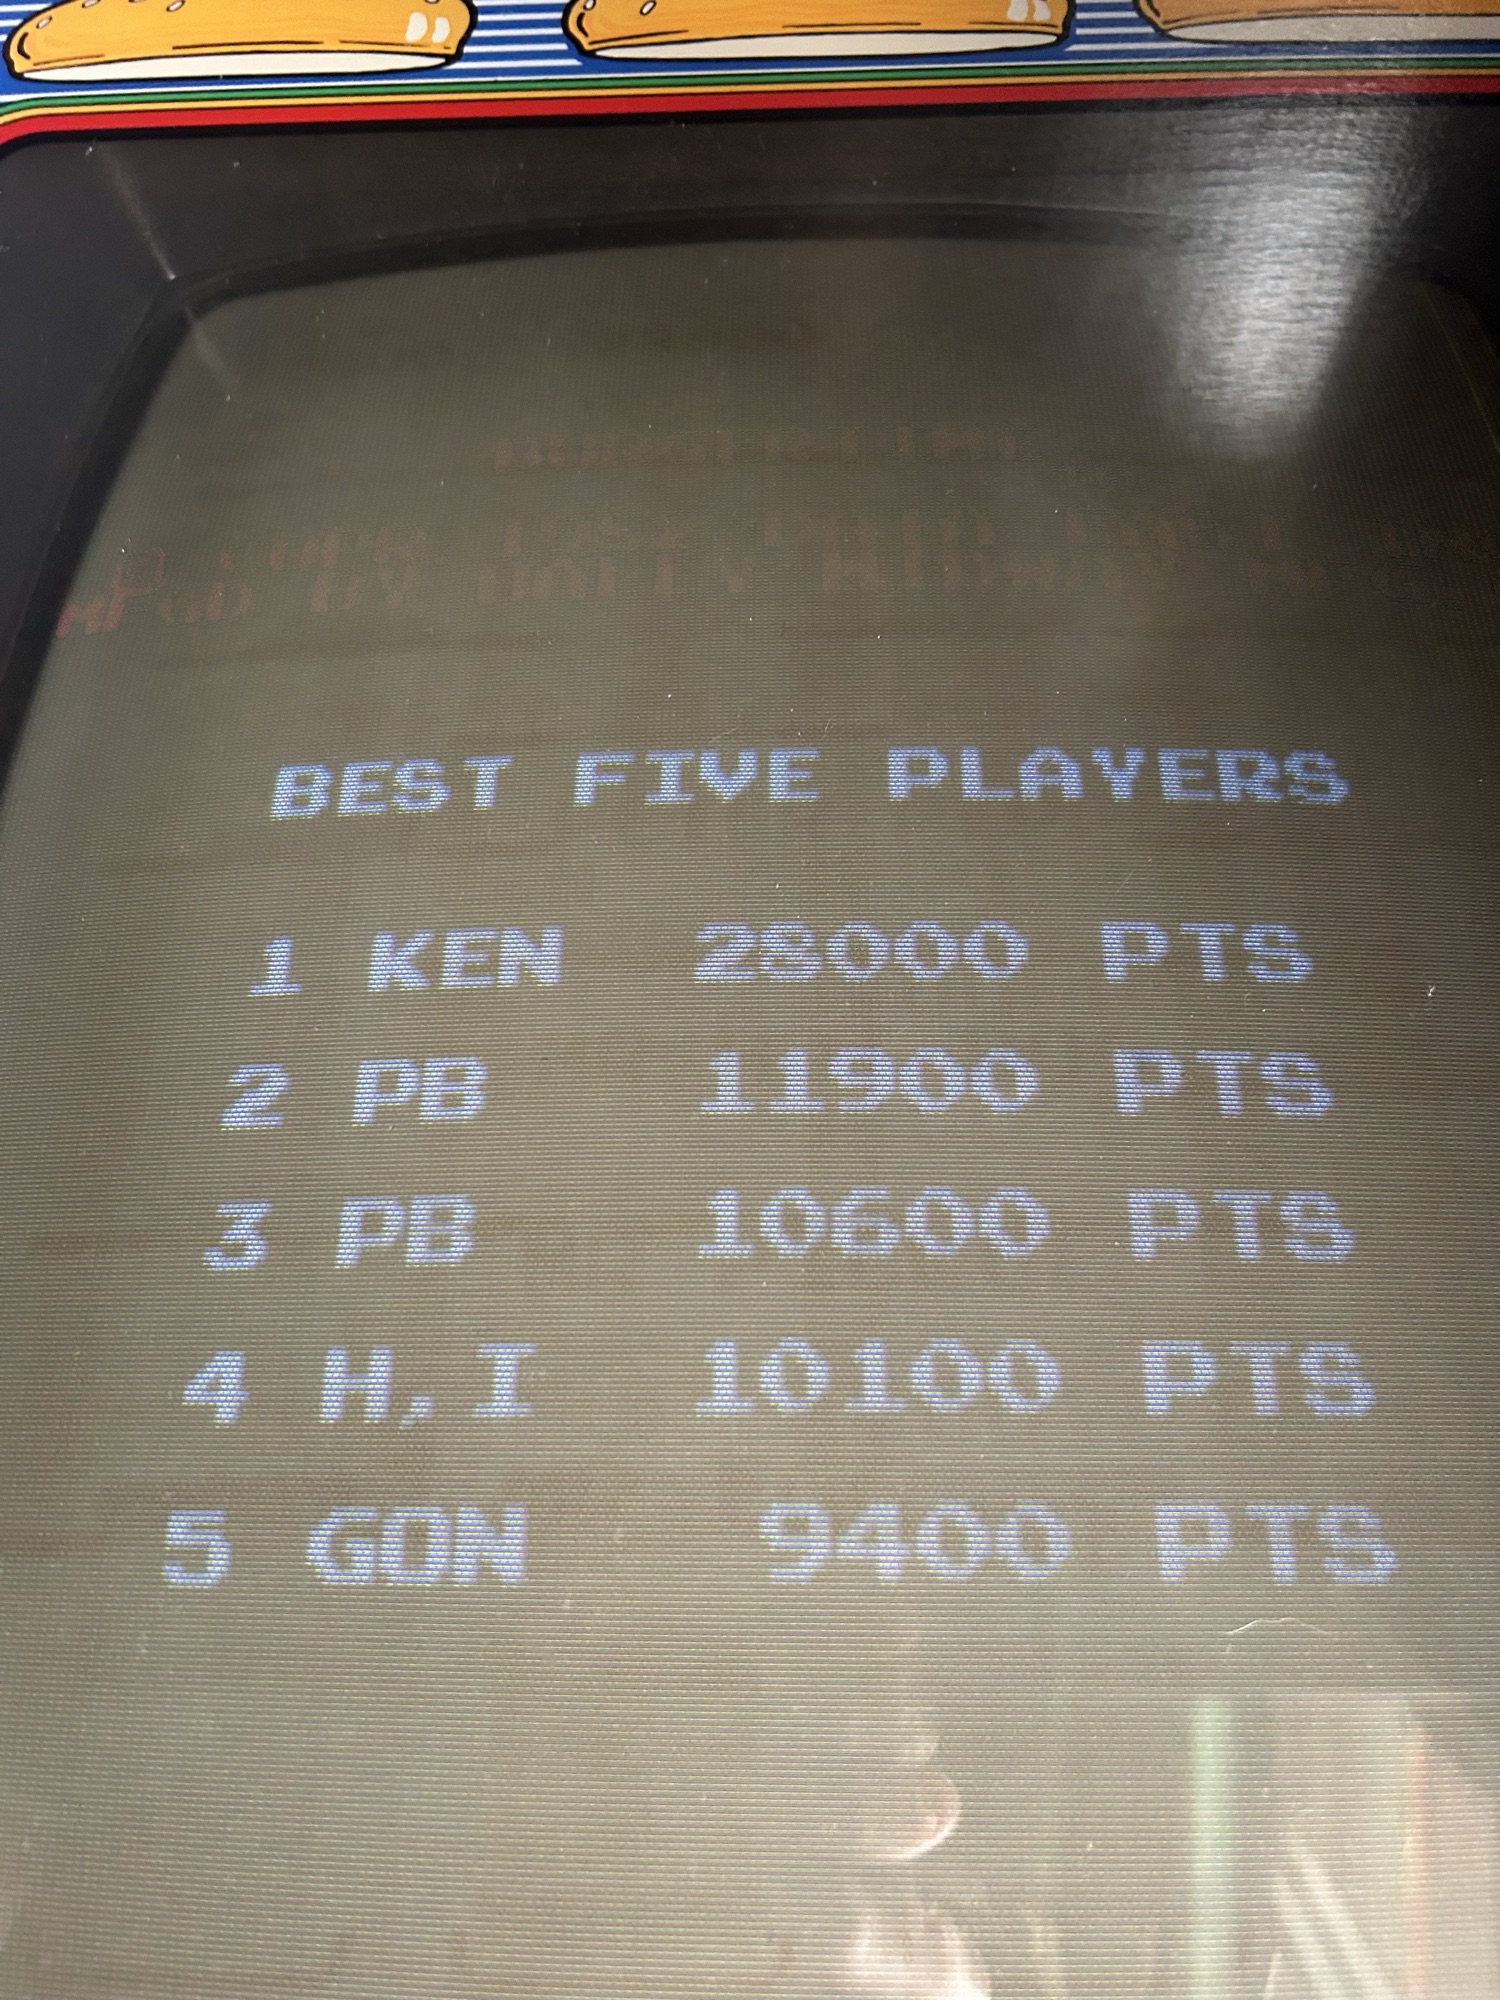 BEST FIVE PLAYERS
1 KEN 28000 PTS
2 PB 11900 PTS
3 PB 10600 PTS
4 H,I 10100 PTS
5 GON 9400 PTS